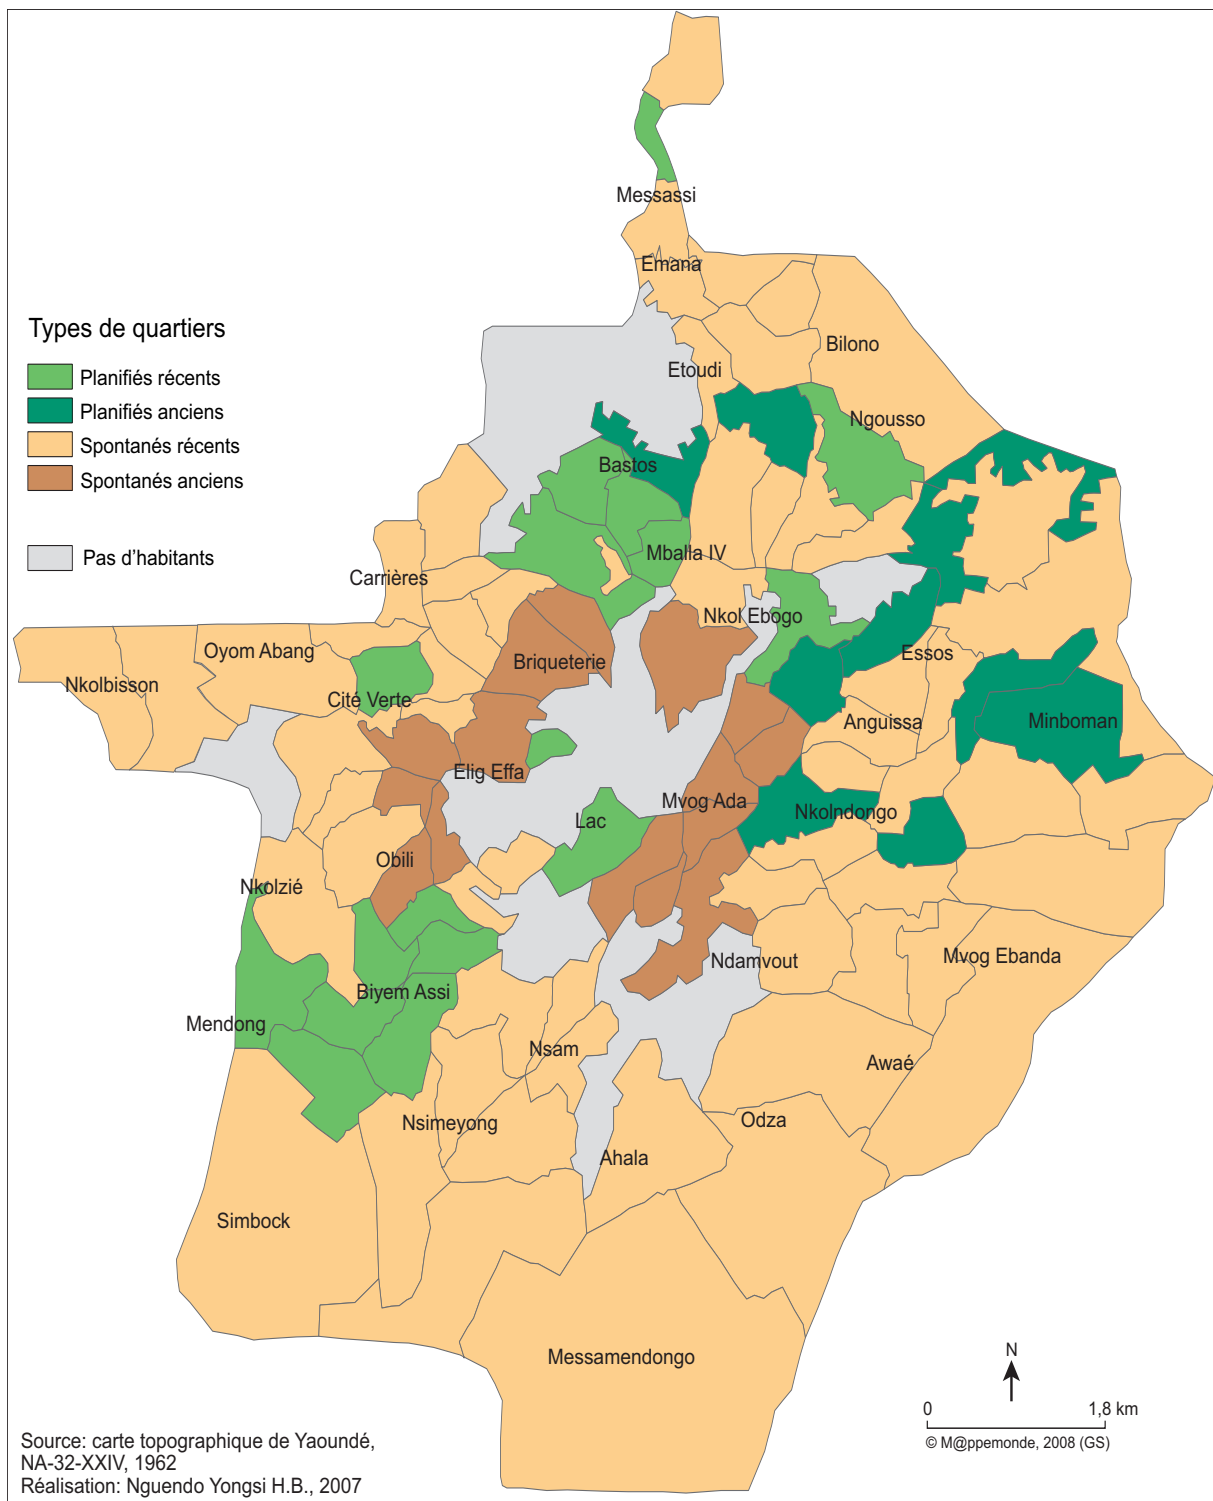 Messassi
Emana
Types de quartiers
Planifiés récents
Planifiés anciens
Spontanés récents
Spontanés anciens
Pas d'habitants
Bilono
Etoudi
Ngousso
Bastos
Mballa IV
Carrières
Nkol Ebogo
Oyom Abang
Briqueterie
Essos
Nkolbisson
Cité Verte
Anguissa
Minboman
Elig Effa
Mvog Ada
Nkolndongo
Lac
Obili
Nkolzié
Ndamvout
Mvog Ebanda
Biyem Assi
Mendong
Nsam
Awaé
Nsimeyong
Odza
Ahala
Simbock
Messamendongo
N
0 1,8 km
© M@ppemonde, 2008 (GS)
Source: carte topographique de Yaoundé,
NA-32-XXIV, 1962
Réalisation: Nguendo Yongsi H.B., 2007